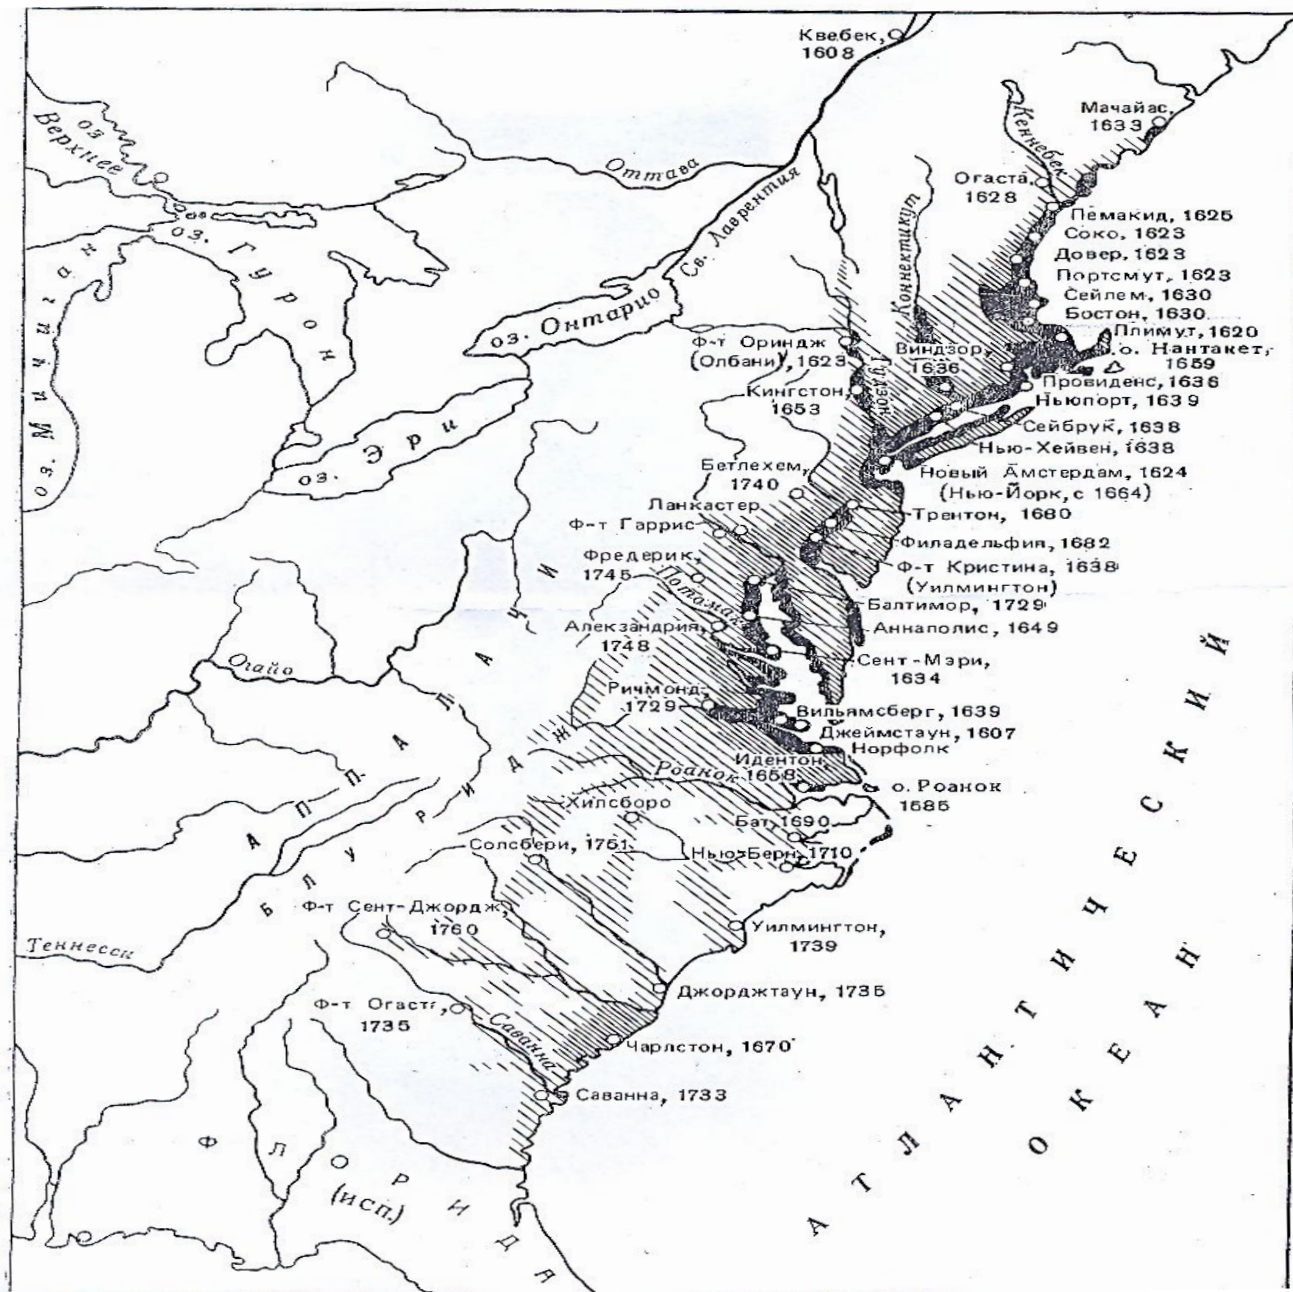 Квебек,
1608
Мачайас,
1633
Кеннебек
оз.
Верхнее
Оттава
Огаста,
1628
Св. Лаврентия
Коннектикут
Пемакид, 1625
Соко, 1623
Довер, 1623
Портсмут, 1623
Сейлем, 1630
Бостон, 1630
Плимут, 1620
о. Нантакет,
1659
оз. Гурон
оз. Мичиган
оз. Онтарио
Ф-т Ориндж
(Олбани), 1623
Виндзор,
1636
Гудзон
Кингстон,
1653
Провиденс, 1636
Ньюпорт, 1639
Сейбрук, 1638
Нью-Хейвен, 1638
оз. Эри
Бетлехем,
1740
Новый Амстердам, 1624
(Нью-Йорк, с 1664)
Ланкастер
Ф-т Гаррис
Трентон, 1680
Филадельфия, 1682
Фредерик,
1745
Ф-т Кристина, 1638
(Уилмингтон)
Потомак
Балтимор, 1729
Алекзандрия,
1748
Аннаполис, 1649
Сент-Мэри,
1634
Огайо
Ричмонд,
1729
Вильямсберг, 1639
Джеймстаун, 1607
Норфолк
АППАЛАЧИ
БЛУРИДЖ
Роанок
Идентон
1658
о. Роанок
1585
Хилсборо
Бат, 1690
Солсбери, 1751
Нью-Берн, 1710
Ф-т Сент-Джордж,
1760
Уилмингтон,
1739
Теннесси
Джорджтаун, 1735
Ф-т Огаста,
1735
Саванна
Чарлстон, 1670
Саванна, 1733
ФЛОРИДА
(ИСП.)
АТЛАНТИЧЕСКИЙ
ОКЕАН